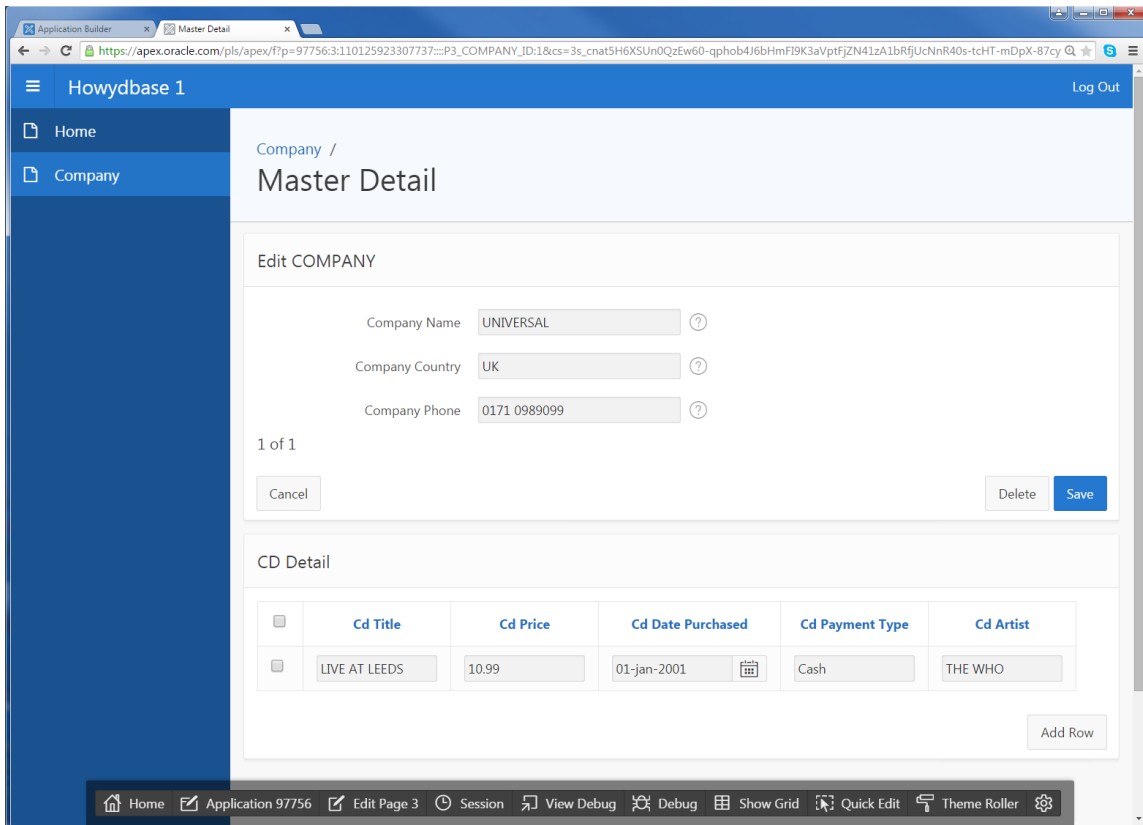 Application Builder
Master Detail
https://apex.oracle.com/pls/apex/f?p=97756:3:110125923307737::::P3_COMPANY_ID:1&cs=3s_cnat5H6XSUn0QzEw60-qphob4J6bHmFI9K3aVptFjZN41zA1bRfjUcNnR40s-tcHT-mDpX-87cy
Howydbase 1
Log Out
Home
Company
Company /
Master Detail
Edit COMPANY
Company Name UNIVERSAL ?
Company Country UK ?
Company Phone 0171 0989099 ?
1 of 1
Cancel Delete Save
CD Detail
Cd Title Cd Price Cd Date Purchased Cd Payment Type Cd Artist
LIVE AT LEEDS 10.99 01-jan-2001 Cash THE WHO
Add Row
Home Application 97756 Edit Page 3 Session View Debug Debug Show Grid Quick Edit Theme Roller